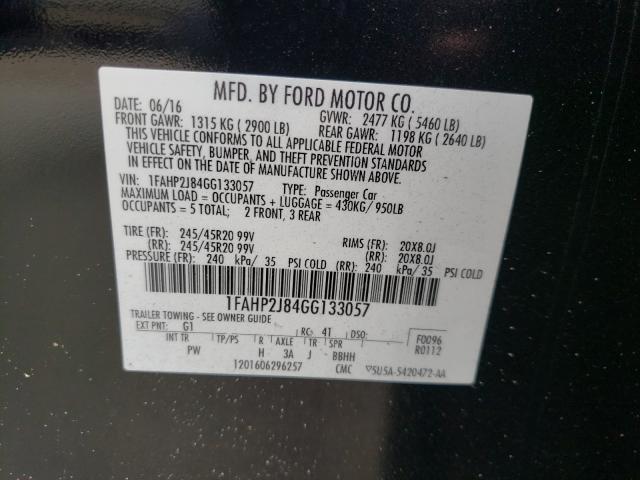 MFD. BY FORD MOTOR CO.
DATE: 06/16 GVWR: 2477 KG ( 5460 LB)
FRONT GAWR: 1315 KG ( 2900 LB) REAR GAWR: 1198 KG ( 2640 LB)
THIS VEHICLE CONFORMS TO ALL APPLICABLE FEDERAL MOTOR
VEHICLE SAFETY, BUMPER, AND THEFT PREVENTION STANDARDS
IN EFFECT ON THE DATE OF MANUFACTURE SHOWN ABOVE.
VIN: 1FAHP2J84GG133057 TYPE: Passenger Car
MAXIMUM LOAD = OCCUPANTS + LUGGAGE = 430KG/ 950LB
OCCUPANTS = 5 TOTAL; 2 FRONT, 3 REAR
TIRE (FR): 245/45R20 99V RIMS (FR): 20X8.0J
(RR): 245/45R20 99V (RR): 20X8.0J
PRESSURE (FR): 240 kPa/ 35 PSI COLD (RR): 240 kPa/ 35 PSI COLD
1FAHP2J84GG133057
TRAILER TOWING - SEE OWNER GUIDE
EXT PNT: G1 RC: 41 DSO: F0096
INT TR TP/PS R AXLE TR SPR R0112
PW H 3A J BBHH
1201606296257 CMC 5U5A-5420472-AA